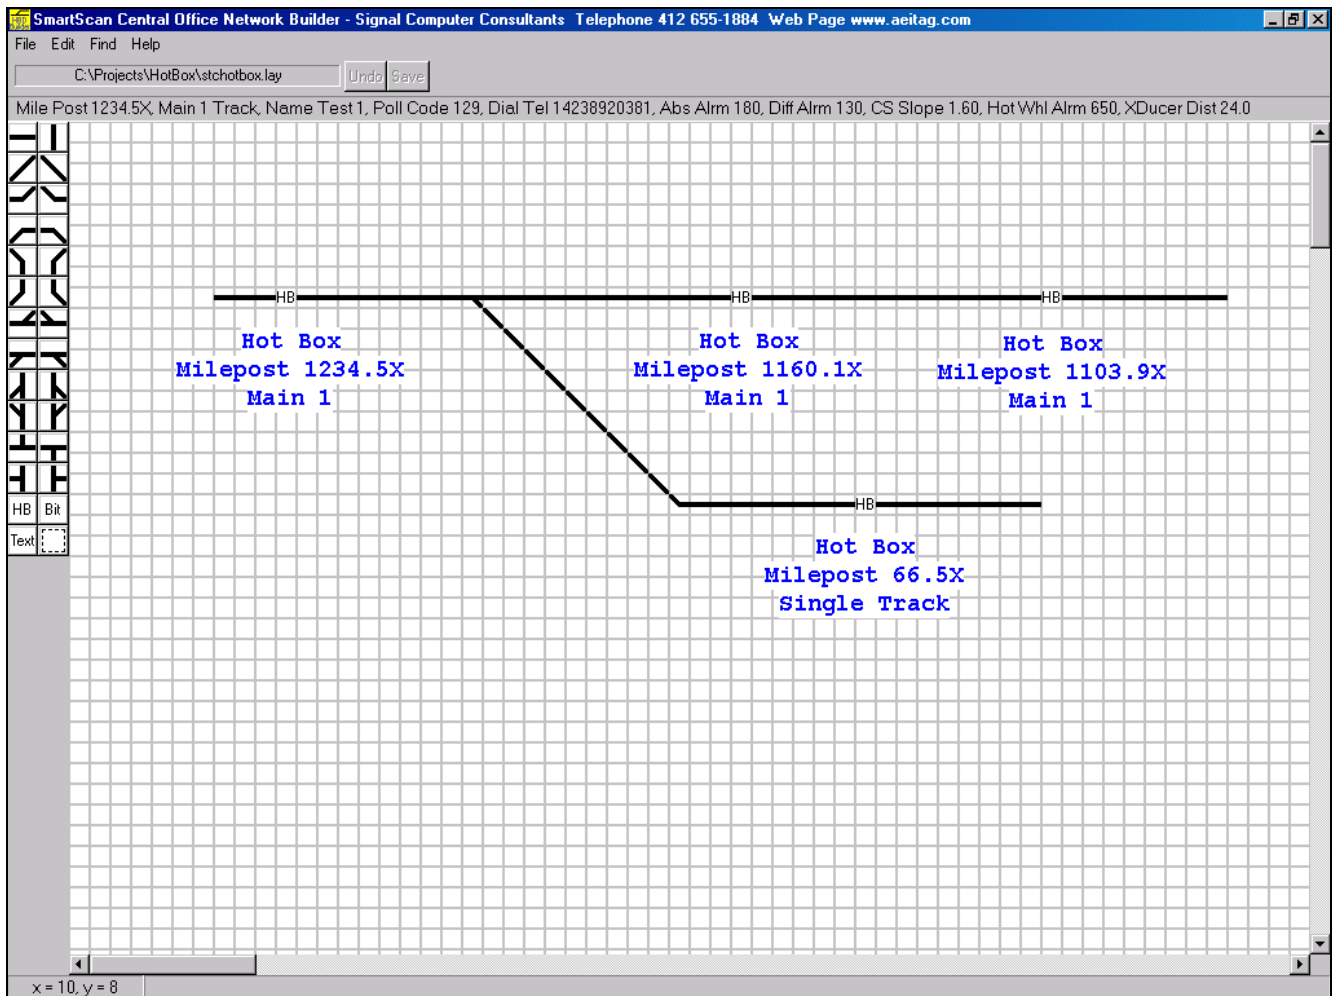 SmartScan Central Office Network Builder - Signal Computer Consultants  Telephone 412 655-1884  Web Page www.aeitag.com
File Edit Find Help
C:\Projects\HotBox\stchotbox.lay Undo Save
Mile Post 1234.5X, Main 1 Track, Name Test 1, Poll Code 129, Dial Tel 14238920381, Abs Alrm 180, Diff Alrm 130, CS Slope 1.60, Hot Whl Alrm 650, XDucer Dist 24.0
HB HB HB
Hot Box
Milepost 1234.5X
Main 1
Hot Box
Milepost 1160.1X
Main 1
Hot Box
Milepost 1103.9X
Main 1
HB
Hot Box
Milepost 66.5X
Single Track
HB Bit
Text
x = 10, y = 8